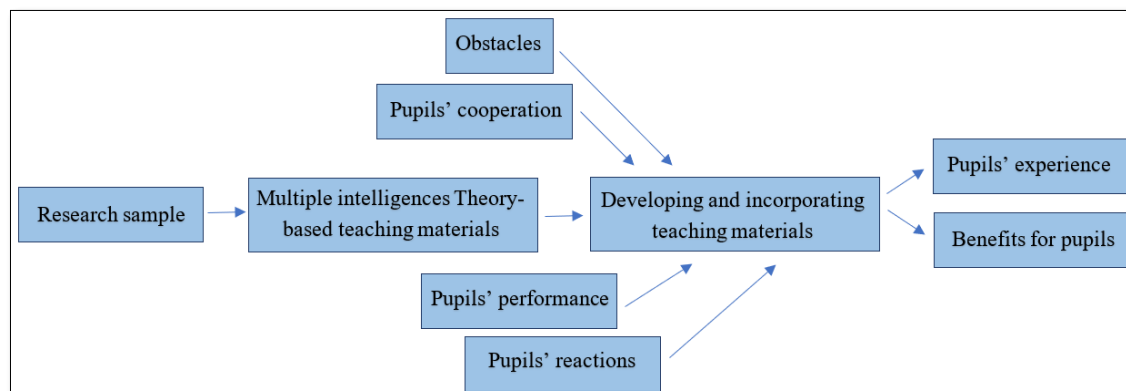 Obstacles
Pupils’ cooperation
Research sample
Multiple intelligences Theory-
based teaching materials
Developing and incorporating
teaching materials
Pupils’ experience
Benefits for pupils
Pupils’ performance
Pupils’ reactions